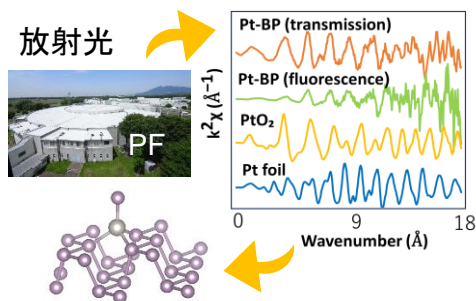 放射光
PF
Pt-BP (transmission)
Pt-BP (fluorescence)
PtO₂
Pt foil
k²χ (Å⁻¹)
0 9 18
Wavenumber (Å)